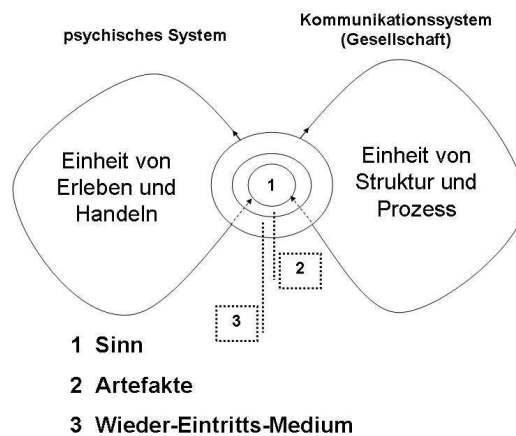 psychisches System
Kommunikationssystem
(Gesellschaft)
Einheit von
Erleben und
Handeln
1
Einheit von
Struktur und
Prozess
2
3
1 Sinn
2 Artefakte
3 Wieder-Eintritts-Medium